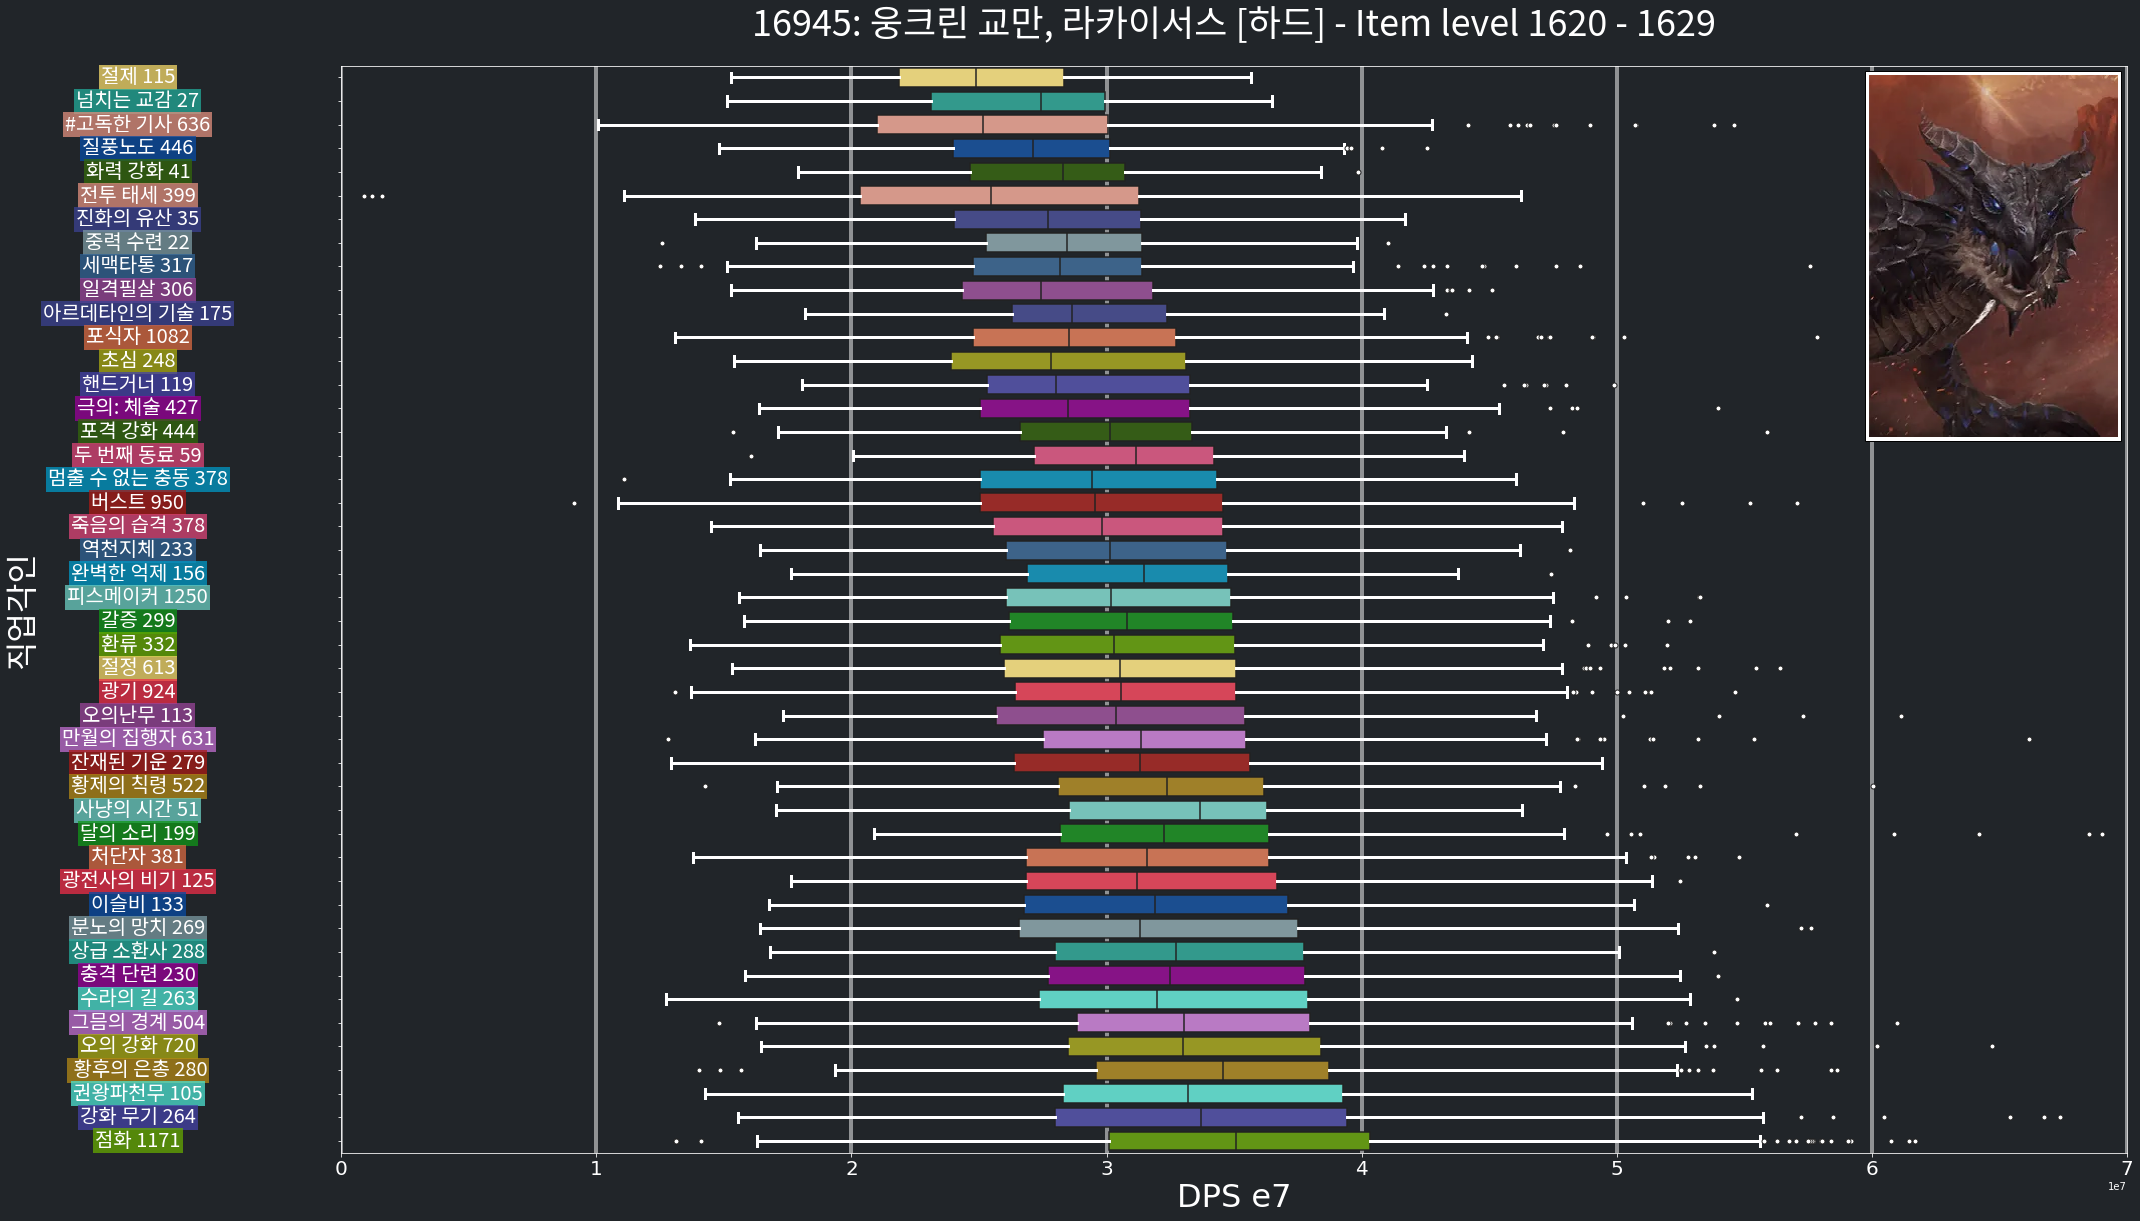 16945: 웅크린 교만, 라카이서스 [하드] - Item level 1620 - 1629
절제 115
넘치는 교감 27
#고독한 기사 636
질풍노도 446
화력 강화 41
전투 태세 399
진화의 유산 35
중력 수련 22
세맥타통 317
일격필살 306
아르데타인의 기술 175
포식자 1082
초심 248
핸드거너 119
극의: 체술 427
포격 강화 444
두 번째 동료 59
멈출 수 없는 충동 378
버스트 950
죽음의 습격 378
역천지체 233
완벽한 억제 156
피스메이커 1250
갈증 299
환류 332
절정 613
광기 924
오의난무 113
만월의 집행자 631
잔재된 기운 279
황제의 칙령 522
사냥의 시간 51
달의 소리 199
처단자 381
광전사의 비기 125
이슬비 133
분노의 망치 269
상급 소환사 288
충격 단련 230
수라의 길 263
그믐의 경계 504
오의 강화 720
황후의 은총 280
권왕파천무 105
강화 무기 264
점화 1171
직업각인
0 1 2 3 4 5 6 7
1e7
DPS e7